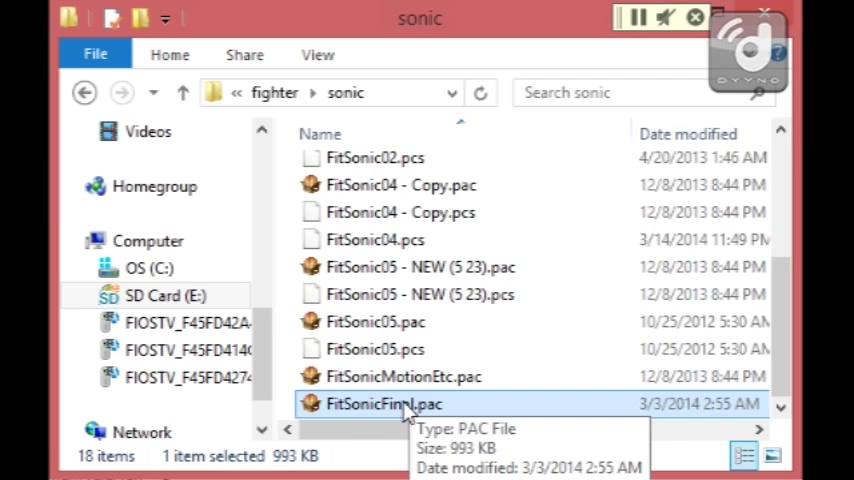 sonic
DYYNO
File Home Share View
« fighter › sonic Search sonic
Name Date modified
Videos
Homegroup
Computer
OS (C:)
SD Card (E:)
FIOSTV_F45FD42A
FIOSTV_F45FD414
FIOSTV_F45FD4274
Network
FitSonic02.pcs 4/20/2013 1:46 AM
FitSonic04 - Copy.pac 12/8/2013 8:44 PM
FitSonic04 - Copy.pcs 12/8/2013 8:44 PM
FitSonic04.pcs 3/14/2014 11:49 PM
FitSonic05 - NEW (5 23).pac 12/8/2013 8:44 PM
FitSonic05 - NEW (5 23).pcs 12/8/2013 8:44 PM
FitSonic05.pac 10/25/2012 5:30 AM
FitSonic05.pcs 10/25/2012 5:30 AM
FitSonicMotionEtc.pac 12/8/2013 8:44 PM
FitSonicFinal.pac 3/3/2014 2:55 AM
Type: PAC File
Size: 993 KB
Date modified: 3/3/2014 2:55 AM
18 items 1 item selected 993 KB